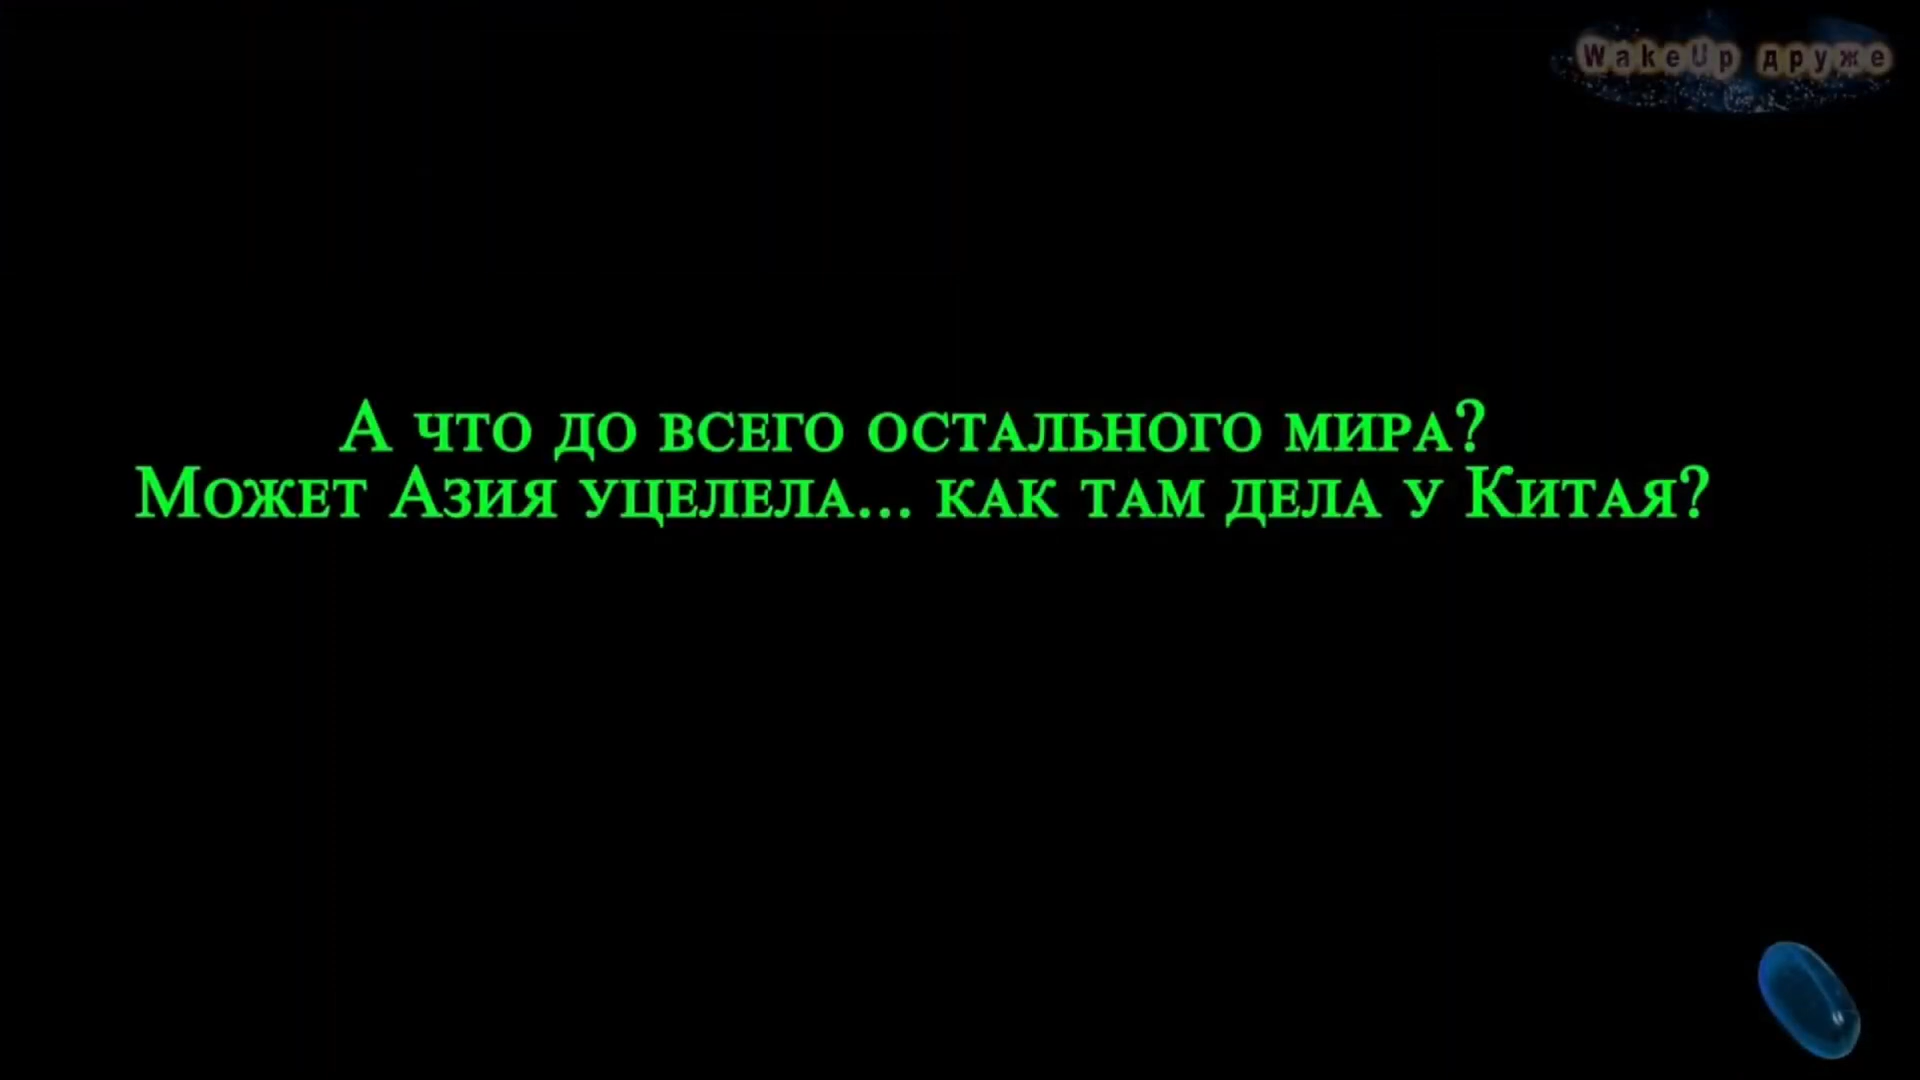 WakeUp друже
А что до всего остального мира?
Может Азия уцелела... как там дела у Китая?